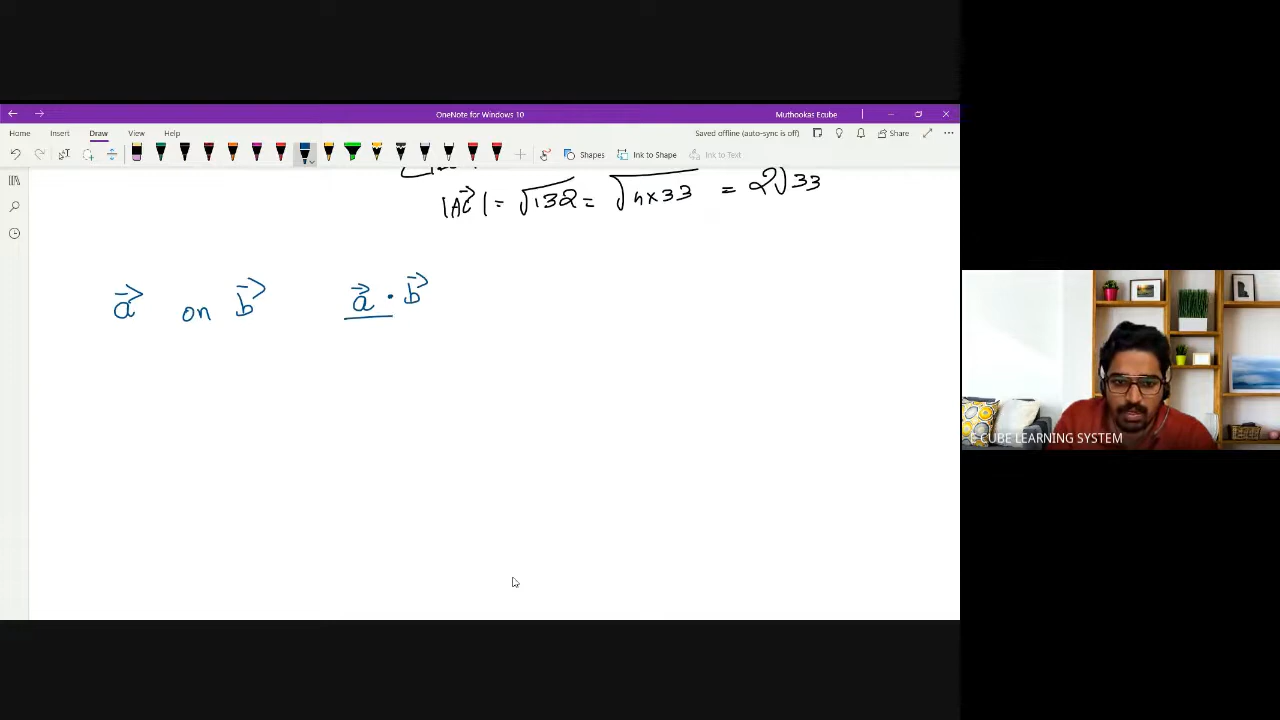 OneNote for Windows 10
Muthookas Ecube
Home Insert Draw View Help
Saved offline (auto-sync is off) Share
Shapes Ink to Shape Ink to Text
|AC| = √132 = √4×33 = 2√33
a on b a · b
E CUBE LEARNING SYSTEM